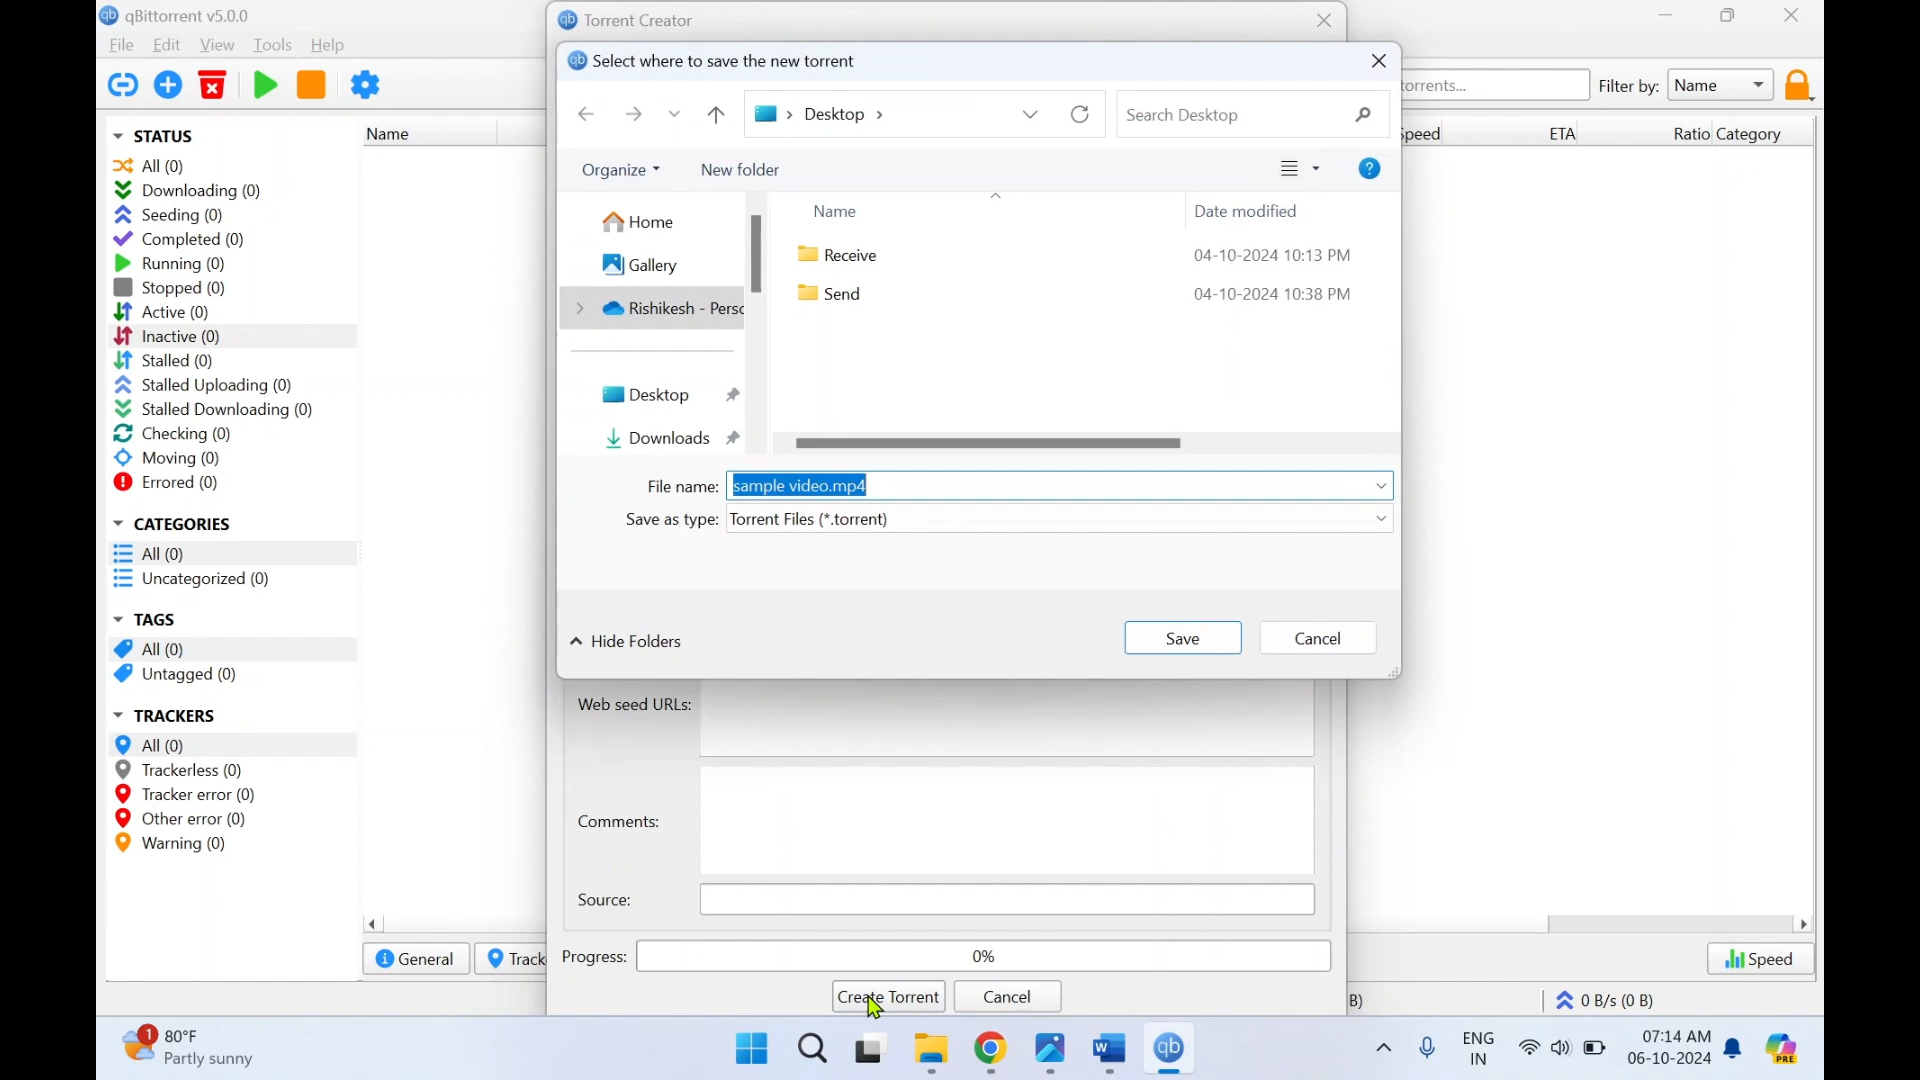 qBittorrent v5.0.0
File Edit View Tools Help
Torrent Creator
Select where to save the new torrent
Desktop
Search Desktop
Organize
New folder
Name
Date modified
Home
Gallery
Rishikesh - Perso
Desktop
Downloads
Receive 04-10-2024 10:13 PM
Send 04-10-2024 10:38 PM
File name: sample video.mp4
Save as type: Torrent Files (*.torrent)
Hide Folders
Save
Cancel
torrents...
Filter by: Name
Name
Speed ETA Ratio Category
STATUS
All (0)
Downloading (0)
Seeding (0)
Completed (0)
Running (0)
Stopped (0)
Active (0)
Inactive (0)
Stalled (0)
Stalled Uploading (0)
Stalled Downloading (0)
Checking (0)
Moving (0)
Errored (0)
CATEGORIES
All (0)
Uncategorized (0)
TAGS
All (0)
Untagged (0)
TRACKERS
All (0)
Trackerless (0)
Tracker error (0)
Other error (0)
Warning (0)
Web seed URLs:
Comments:
Source:
Progress: 0%
Create Torrent
Cancel
General
Track
Speed
B)
0 B/s (0 B)
1
80°F
Partly sunny
ENG
IN
07:14 AM
06-10-2024
PRE